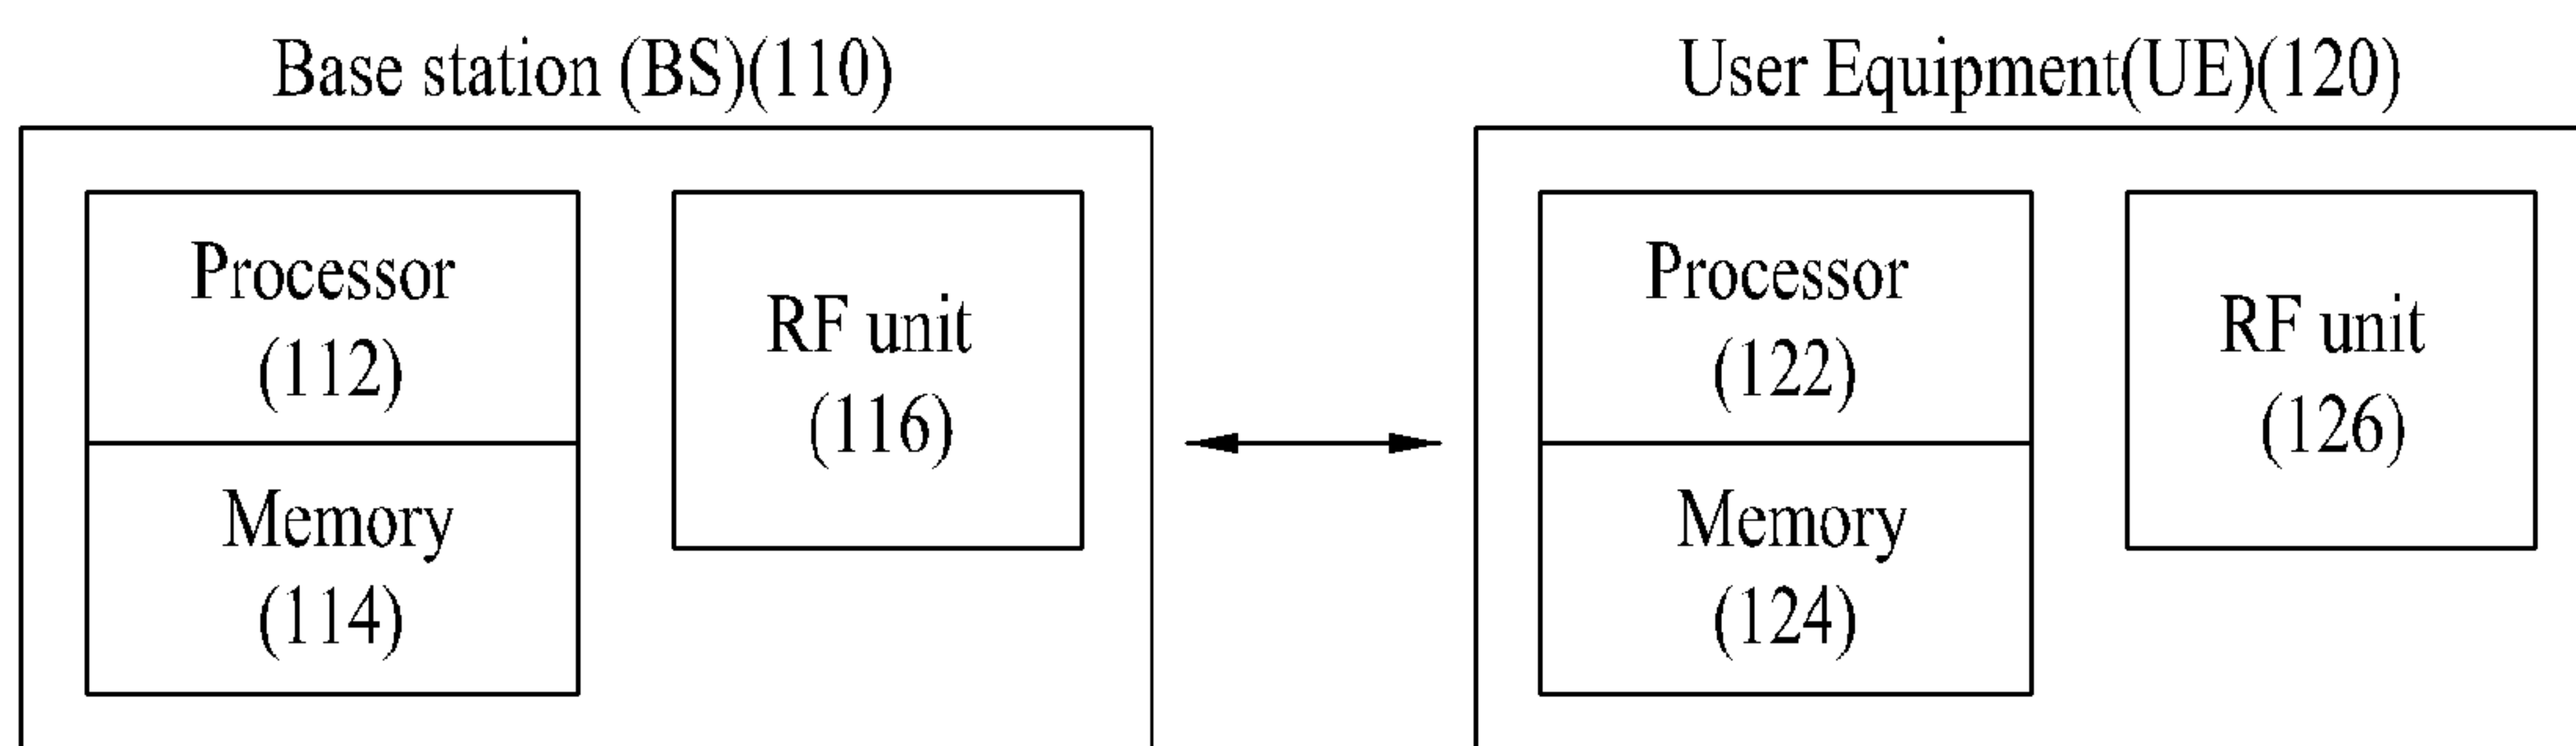 Base station (BS)(110)
Processor
(112)
Memory
(114)
RF unit
(116)
User Equipment(UE)(120)
Processor
(122)
Memory
(124)
RF unit
(126)